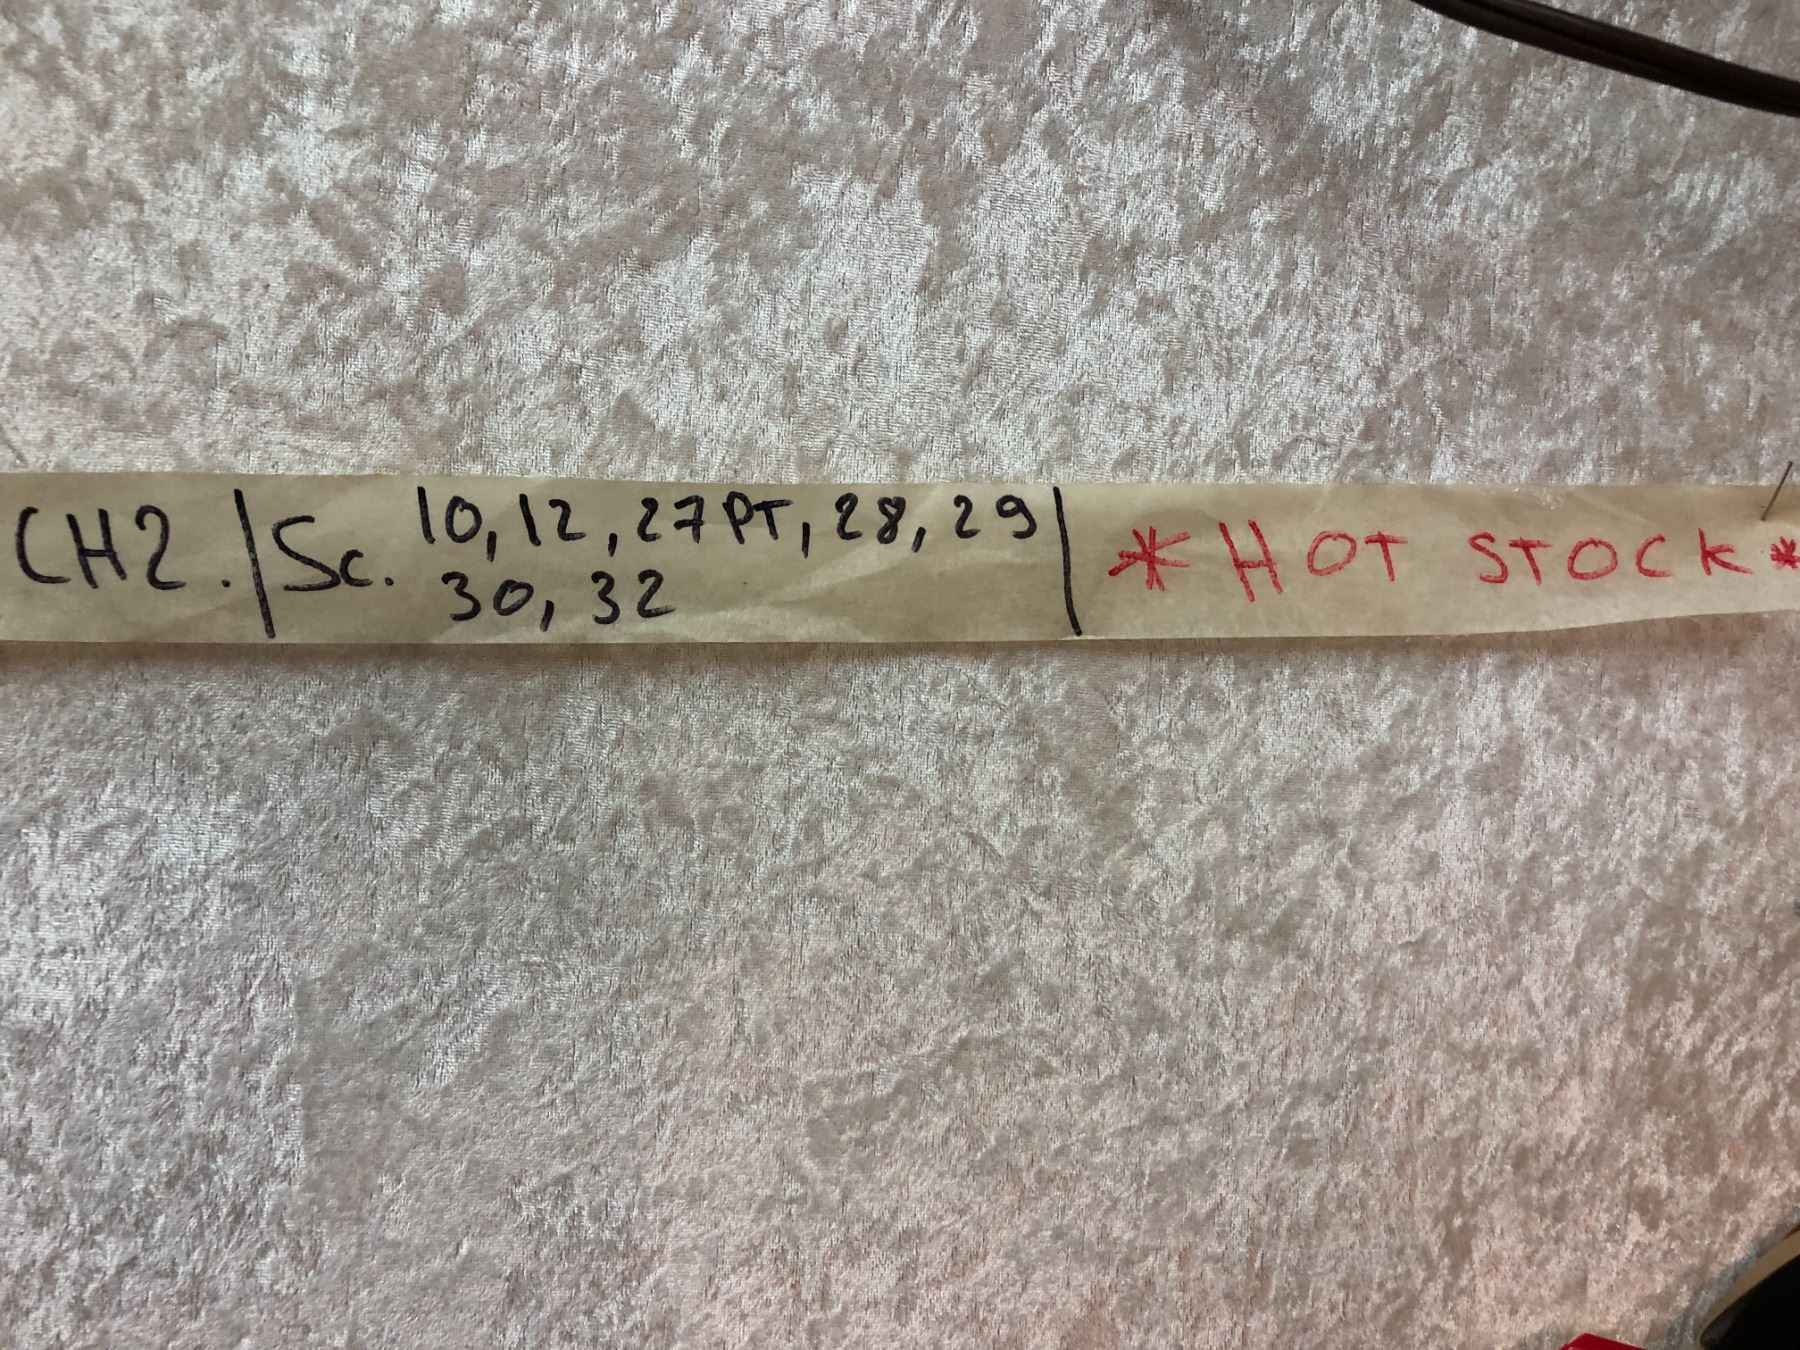 CH2. | Sc. 10, 12, 27PT, 28, 29 | * HOT STOCK *
30, 32